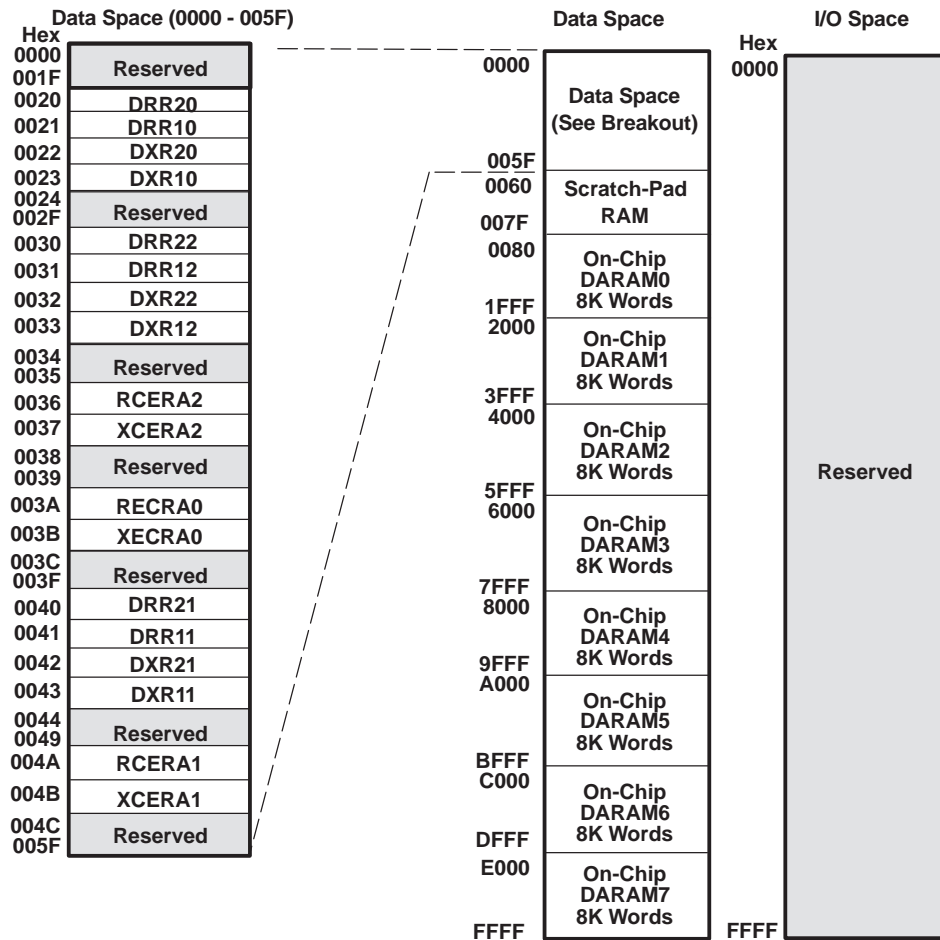 Data Space (0000 - 005F)
Hex
0000
001F
Reserved
0020
DRR20
0021
DRR10
0022
DXR20
0023
DXR10
0024
002F
Reserved
0030
DRR22
0031
DRR12
0032
DXR22
0033
DXR12
0034
0035
Reserved
0036
RCERA2
0037
XCERA2
0038
0039
Reserved
003A
RECRA0
003B
XECRA0
003C
003F
Reserved
0040
DRR21
0041
DRR11
0042
DXR21
0043
DXR11
0044
0049
Reserved
004A
RCERA1
004B
XCERA1
004C
005F
Reserved
Data Space
0000
Data Space
(See Breakout)
005F
0060
Scratch-Pad
RAM
007F
0080
On-Chip
DARAM0
8K Words
1FFF
2000
On-Chip
DARAM1
8K Words
3FFF
4000
On-Chip
DARAM2
8K Words
5FFF
6000
On-Chip
DARAM3
8K Words
7FFF
8000
On-Chip
DARAM4
8K Words
9FFF
A000
On-Chip
DARAM5
8K Words
BFFF
C000
On-Chip
DARAM6
8K Words
DFFF
E000
On-Chip
DARAM7
8K Words
FFFF
I/O Space
Hex
0000
Reserved
FFFF